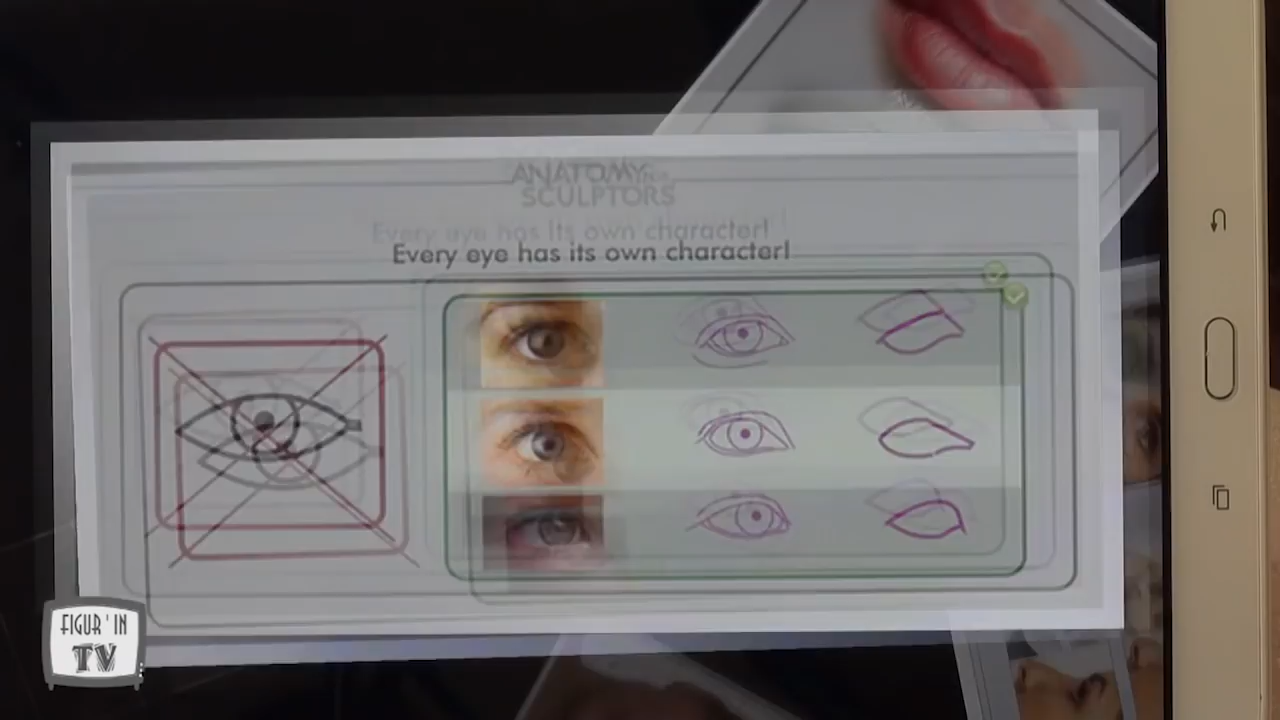 ANATOMY FOR
SCULPTORS
Every eye has its own character!
Every eye has its own character!
FIGUR'IN
TV